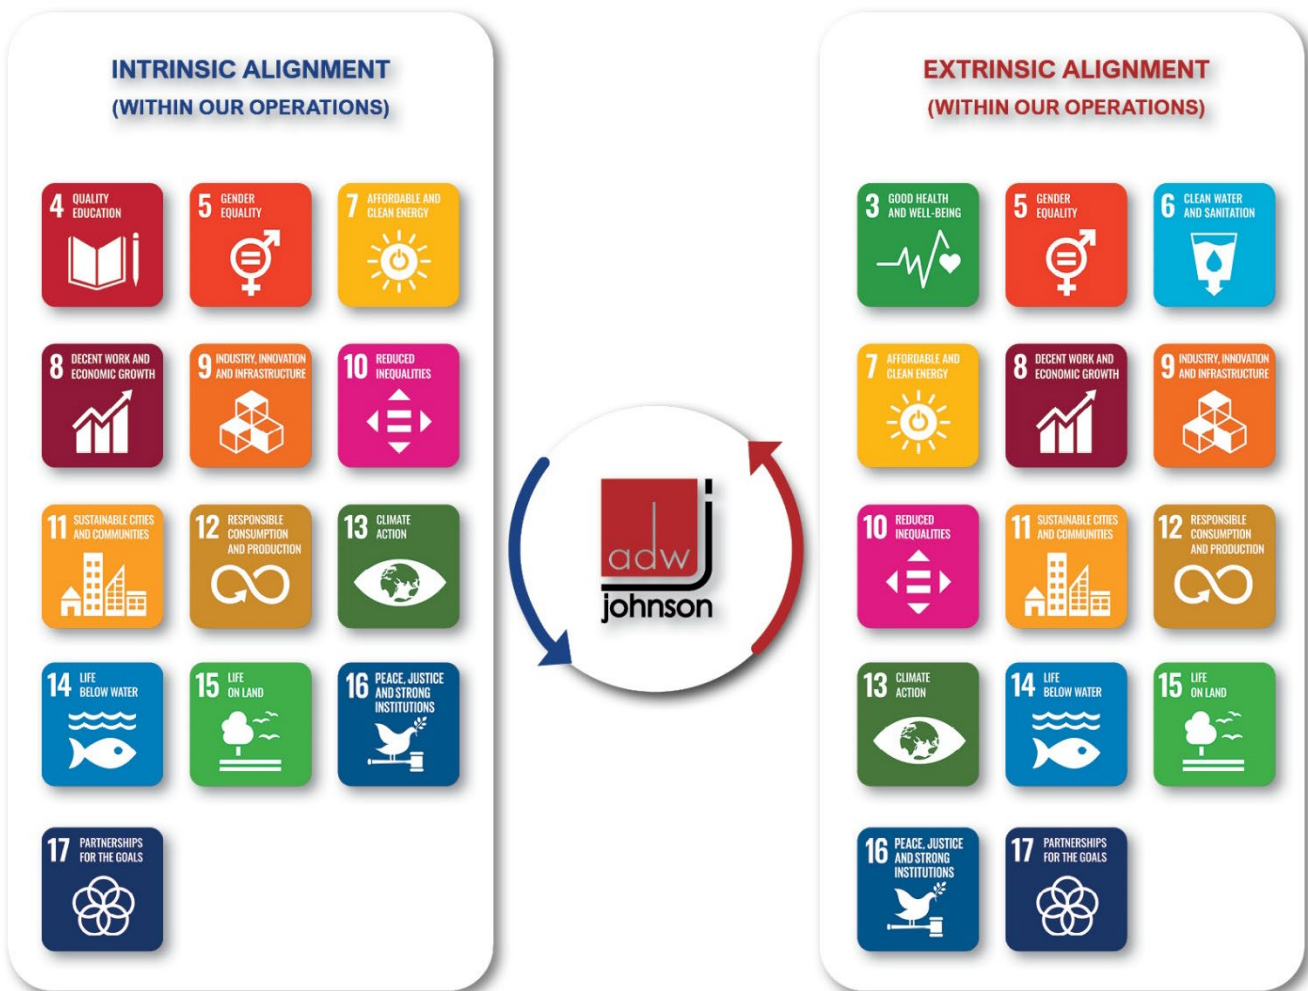 INTRINSIC ALIGNMENT
(WITHIN OUR OPERATIONS)
4 QUALITY
EDUCATION
5 GENDER
EQUALITY
7 AFFORDABLE AND
CLEAN ENERGY
8 DECENT WORK AND
ECONOMIC GROWTH
9 INDUSTRY, INNOVATION
AND INFRASTRUCTURE
10 REDUCED
INEQUALITIES
11 SUSTAINABLE CITIES
AND COMMUNITIES
12 RESPONSIBLE
CONSUMPTION
AND PRODUCTION
13 CLIMATE
ACTION
14 LIFE
BELOW WATER
15 LIFE
ON LAND
16 PEACE, JUSTICE
AND STRONG
INSTITUTIONS
17 PARTNERSHIPS
FOR THE GOALS
adwj
johnson
EXTRINSIC ALIGNMENT
(WITHIN OUR OPERATIONS)
3 GOOD HEALTH
AND WELL-BEING
5 GENDER
EQUALITY
6 CLEAN WATER
AND SANITATION
7 AFFORDABLE AND
CLEAN ENERGY
8 DECENT WORK AND
ECONOMIC GROWTH
9 INDUSTRY, INNOVATION
AND INFRASTRUCTURE
10 REDUCED
INEQUALITIES
11 SUSTAINABLE CITIES
AND COMMUNITIES
12 RESPONSIBLE
CONSUMPTION
AND PRODUCTION
13 CLIMATE
ACTION
14 LIFE
BELOW WATER
15 LIFE
ON LAND
16 PEACE, JUSTICE
AND STRONG
INSTITUTIONS
17 PARTNERSHIPS
FOR THE GOALS